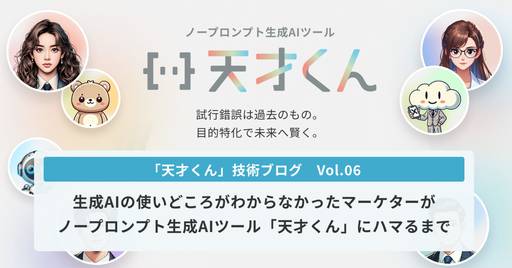 ノープロンプト生成AIツール
天才くん
試行錯誤は過去のもの。
目的特化で未来へ賢く。
「天才くん」技術ブログ Vol.06
生成AIの使いどころがわからなかったマーケターが
ノープロンプト生成AIツール「天才くん」にハマるまで